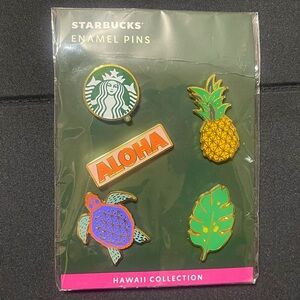 STARBUCKS®
ENAMEL PINS
ALOHA
HAWAII COLLECTION